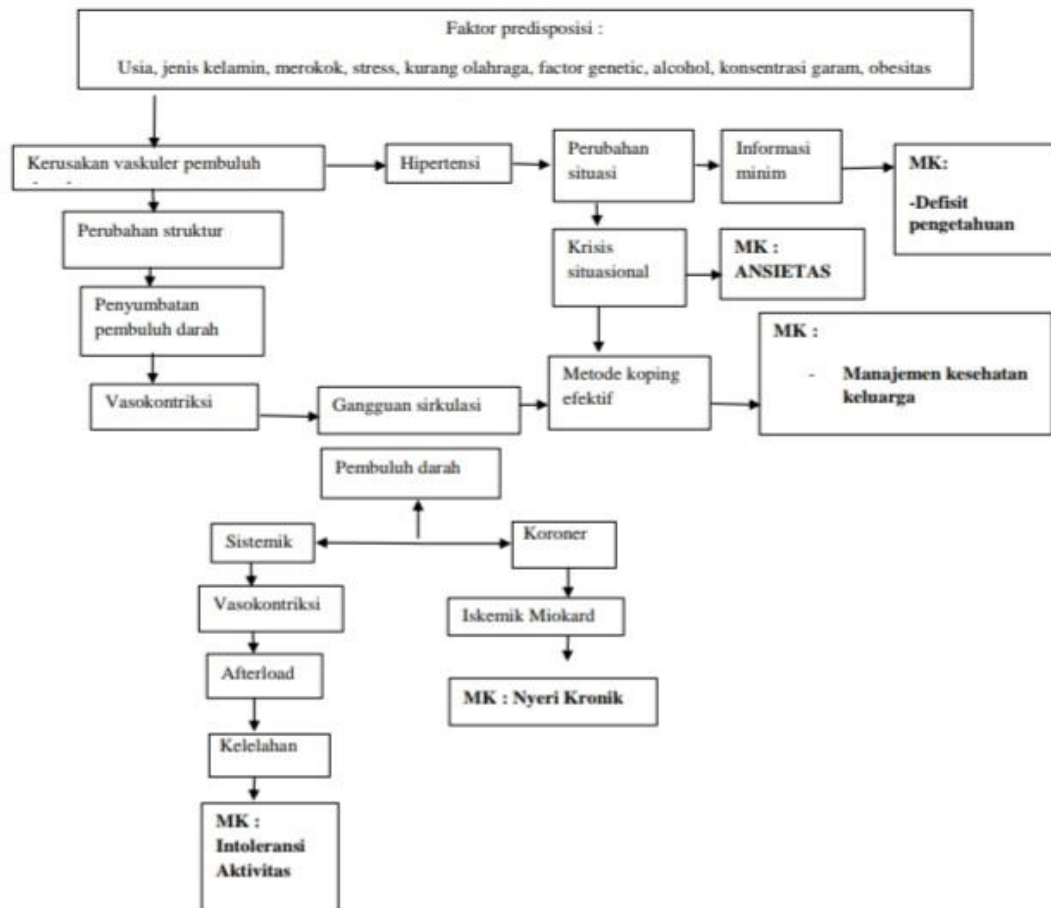 Faktor predisposisi :
Usia, jenis kelamin, merokok, stress, kurang olahraga, factor genetic, alcohol, konsentrasi garam, obesitas
Kerusakan vaskuler pembuluh
Hipertensi
Perubahan
situasi
Informasi
minim
MK:
-Defisit
pengetahuan
Perubahan struktur
Krisis
situasional
MK :
ANSIETAS
Penyumbatan
pembuluh darah
MK :
- Manajemen kesehatan
keluarga
Vasokontriksi
Gangguan sirkulasi
Metode koping
efektif
Pembuluh darah
Sistemik
Koroner
Vasokontriksi
Iskemik Miokard
Afterload
MK : Nyeri Kronik
Kelelahan
MK :
Intoleransi
Aktivitas